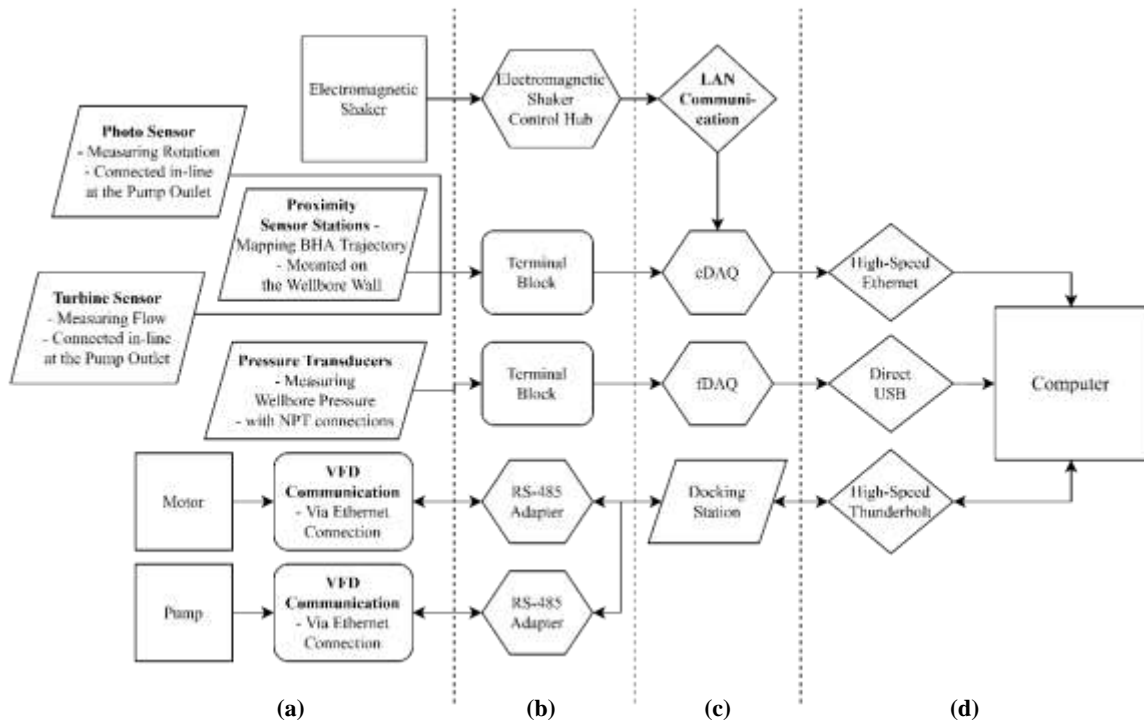 Electromagnetic
Shaker
Electromagnetic
Shaker
Control Hub
LAN
Communi-
cation
Photo Sensor
- Measuring Rotation
- Connected in-line
at the Pump Outlet
Proximity
Sensor Stations -
Mapping BHA Trajectory
- Mounted on
the Wellbore Wall
Terminal
Block
cDAQ
High-Speed
Ethernet
Turbine Sensor
- Measuring Flow
- Connected in-line
at the Pump Outlet
Pressure Transducers
- Measuring
Wellbore Pressure
- with NPT connections
Terminal
Block
fDAQ
Direct
USB
Computer
Motor
VFD
Communication
- Via Ethernet
Connection
RS-485
Adapter
Docking
Station
High-Speed
Thunderbolt
Pump
VFD
Communication
- Via Ethernet
Connection
RS-485
Adapter
(a)
(b)
(c)
(d)